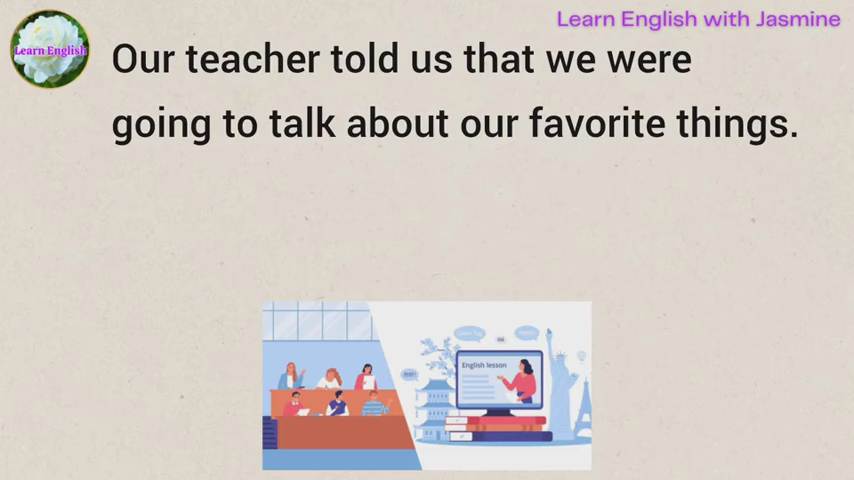 Learn English with Jasmine
Learn English
Our teacher told us that we were
going to talk about our favorite things.
English lesson